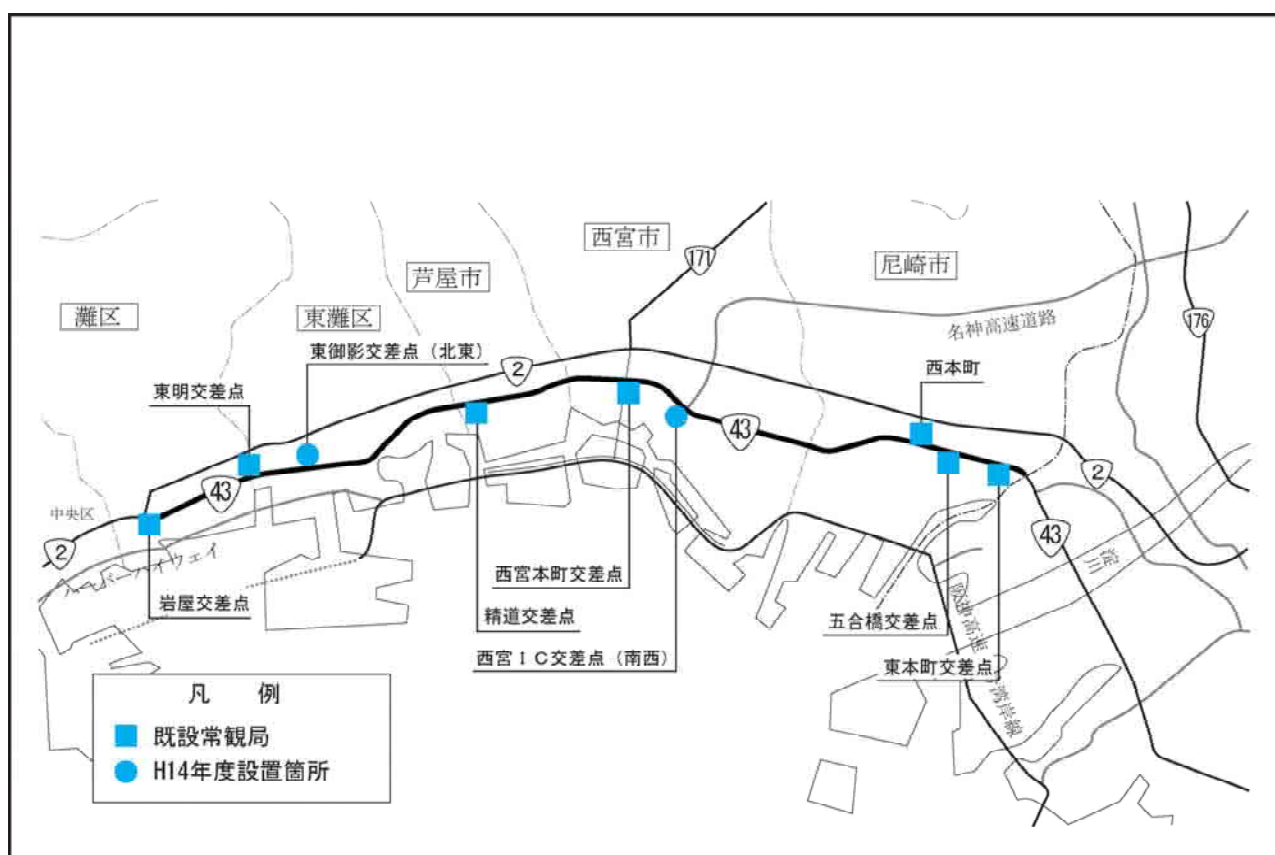 西宮市
171
尼崎市
芦屋市
灘区
東灘区
名神高速道路
176
東御影交差点（北東）
2
西本町
東明交差点
43
43
2
中央区
43
2
ハーバーハイウェイ
淀川
西宮本町交差点
岩屋交差点
精道交差点
五合橋交差点
阪神高速
湾岸線
西宮ＩＣ交差点（南西）
東本町交差点
凡　例
既設常観局
H14年度設置箇所